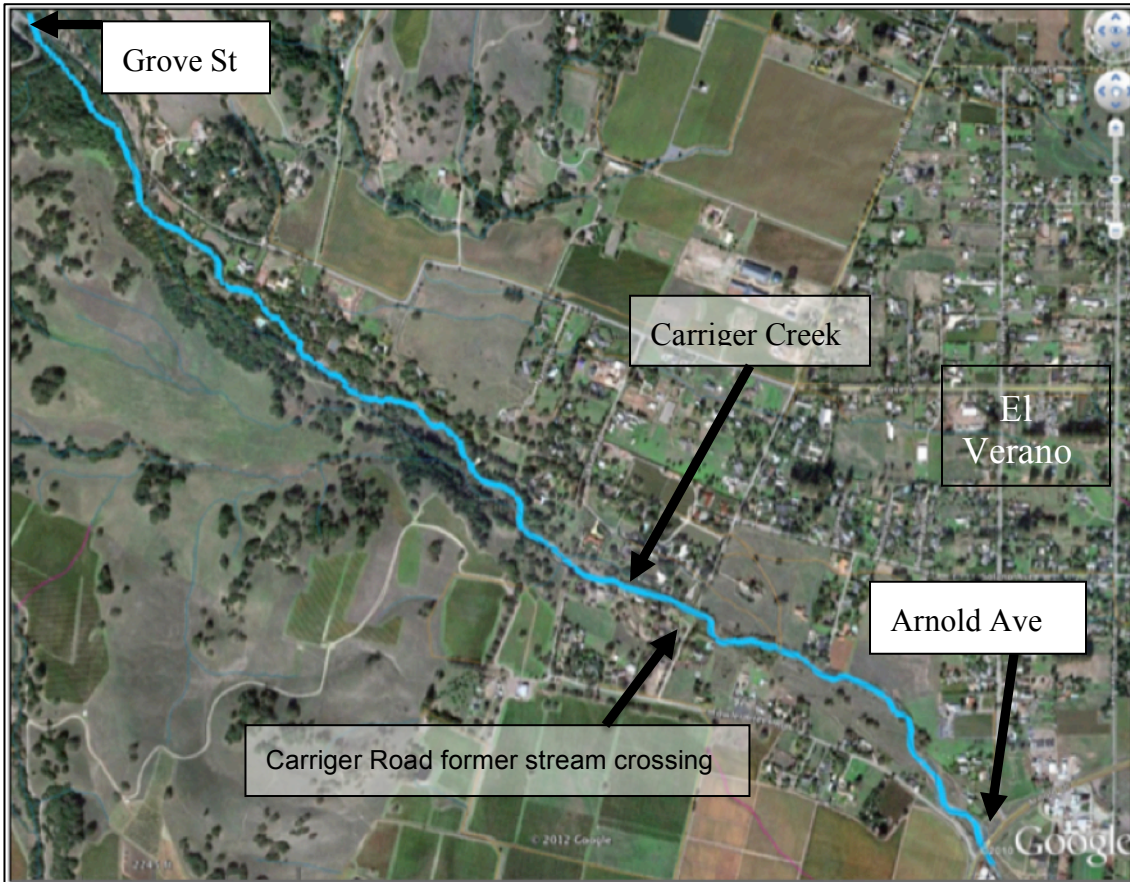 Grove St
Carriger Creek
El
Verano
Arnold Ave
Carriger Road former stream crossing
© 2012 Google
Google